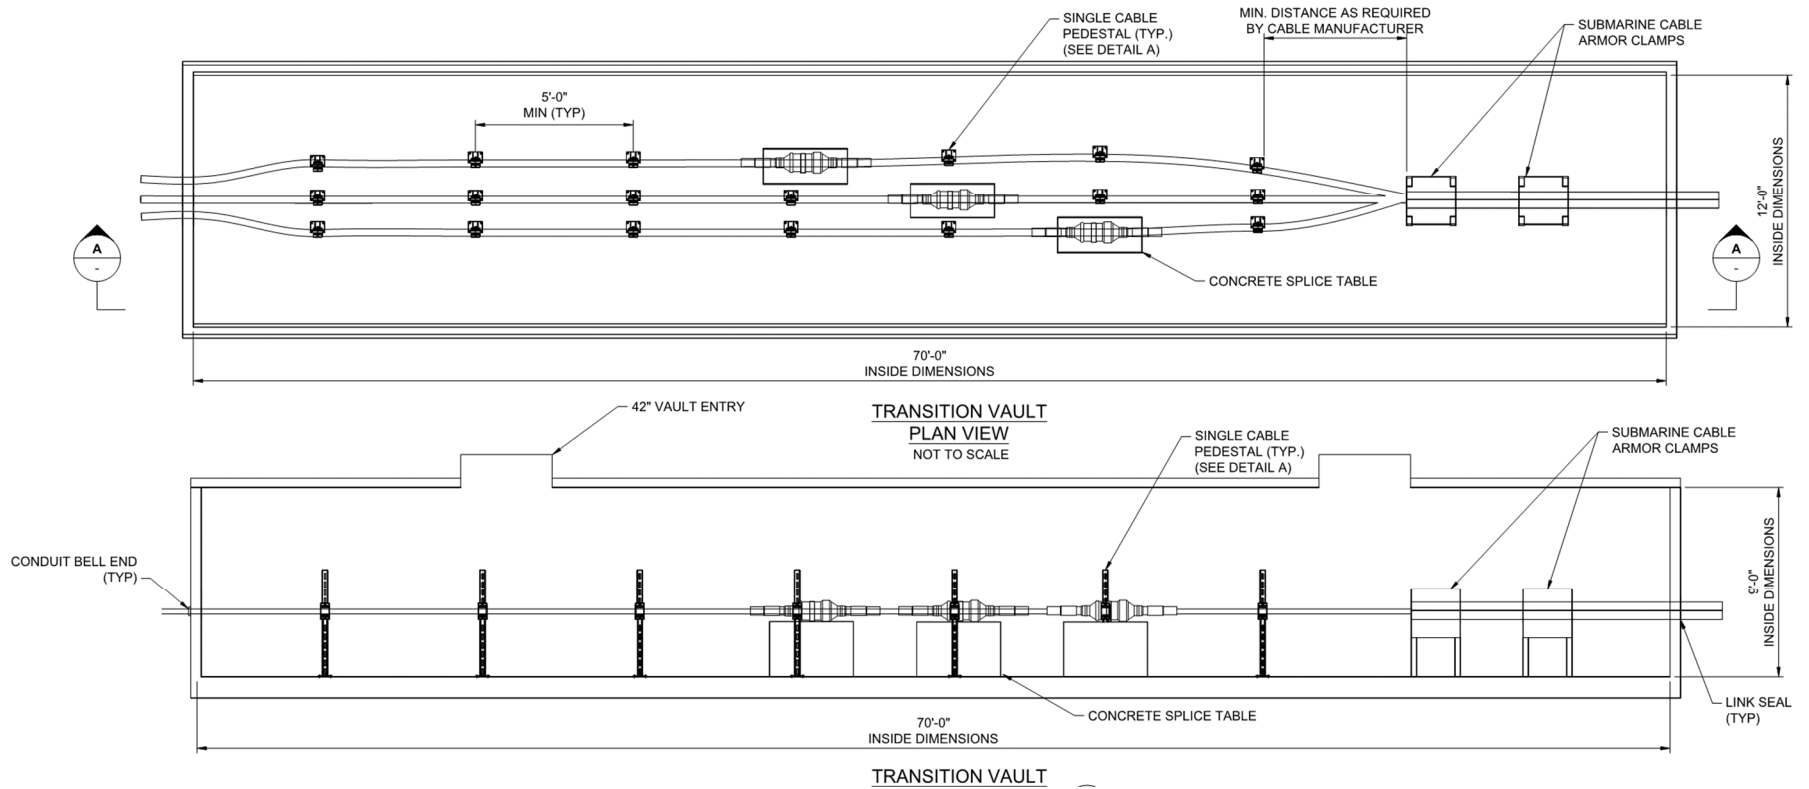 SINGLE CABLE
PEDESTAL (TYP.)
(SEE DETAIL A)
MIN. DISTANCE AS REQUIRED
BY CABLE MANUFACTURER
SUBMARINE CABLE
ARMOR CLAMPS
5'-0"
MIN (TYP)
12'-0"
INSIDE DIMENSIONS
A
-
A
-
CONCRETE SPLICE TABLE
70'-0"
INSIDE DIMENSIONS
TRANSITION VAULT
PLAN VIEW
NOT TO SCALE
42" VAULT ENTRY
SINGLE CABLE
PEDESTAL (TYP.)
(SEE DETAIL A)
SUBMARINE CABLE
ARMOR CLAMPS
CONDUIT BELL END
(TYP)
9'-0"
INSIDE DIMENSIONS
CONCRETE SPLICE TABLE
LINK SEAL
(TYP)
70'-0"
INSIDE DIMENSIONS
TRANSITION VAULT